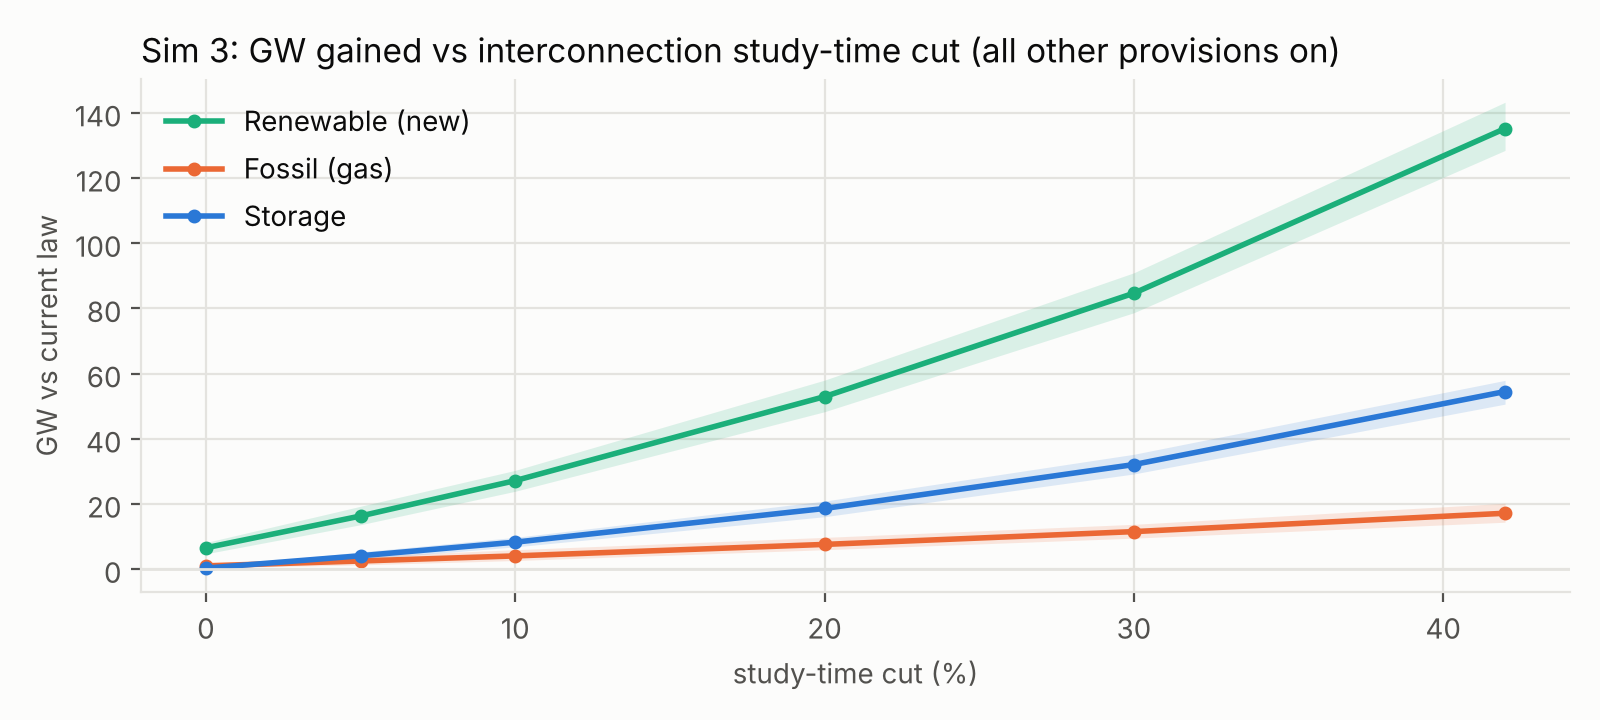 Sim 3: GW gained vs interconnection study-time cut (all other provisions on)
Renewable (new)
Fossil (gas)
Storage
GW vs current law
140
120
100
80
60
40
20
0
0 10 20 30 40
study-time cut (%)